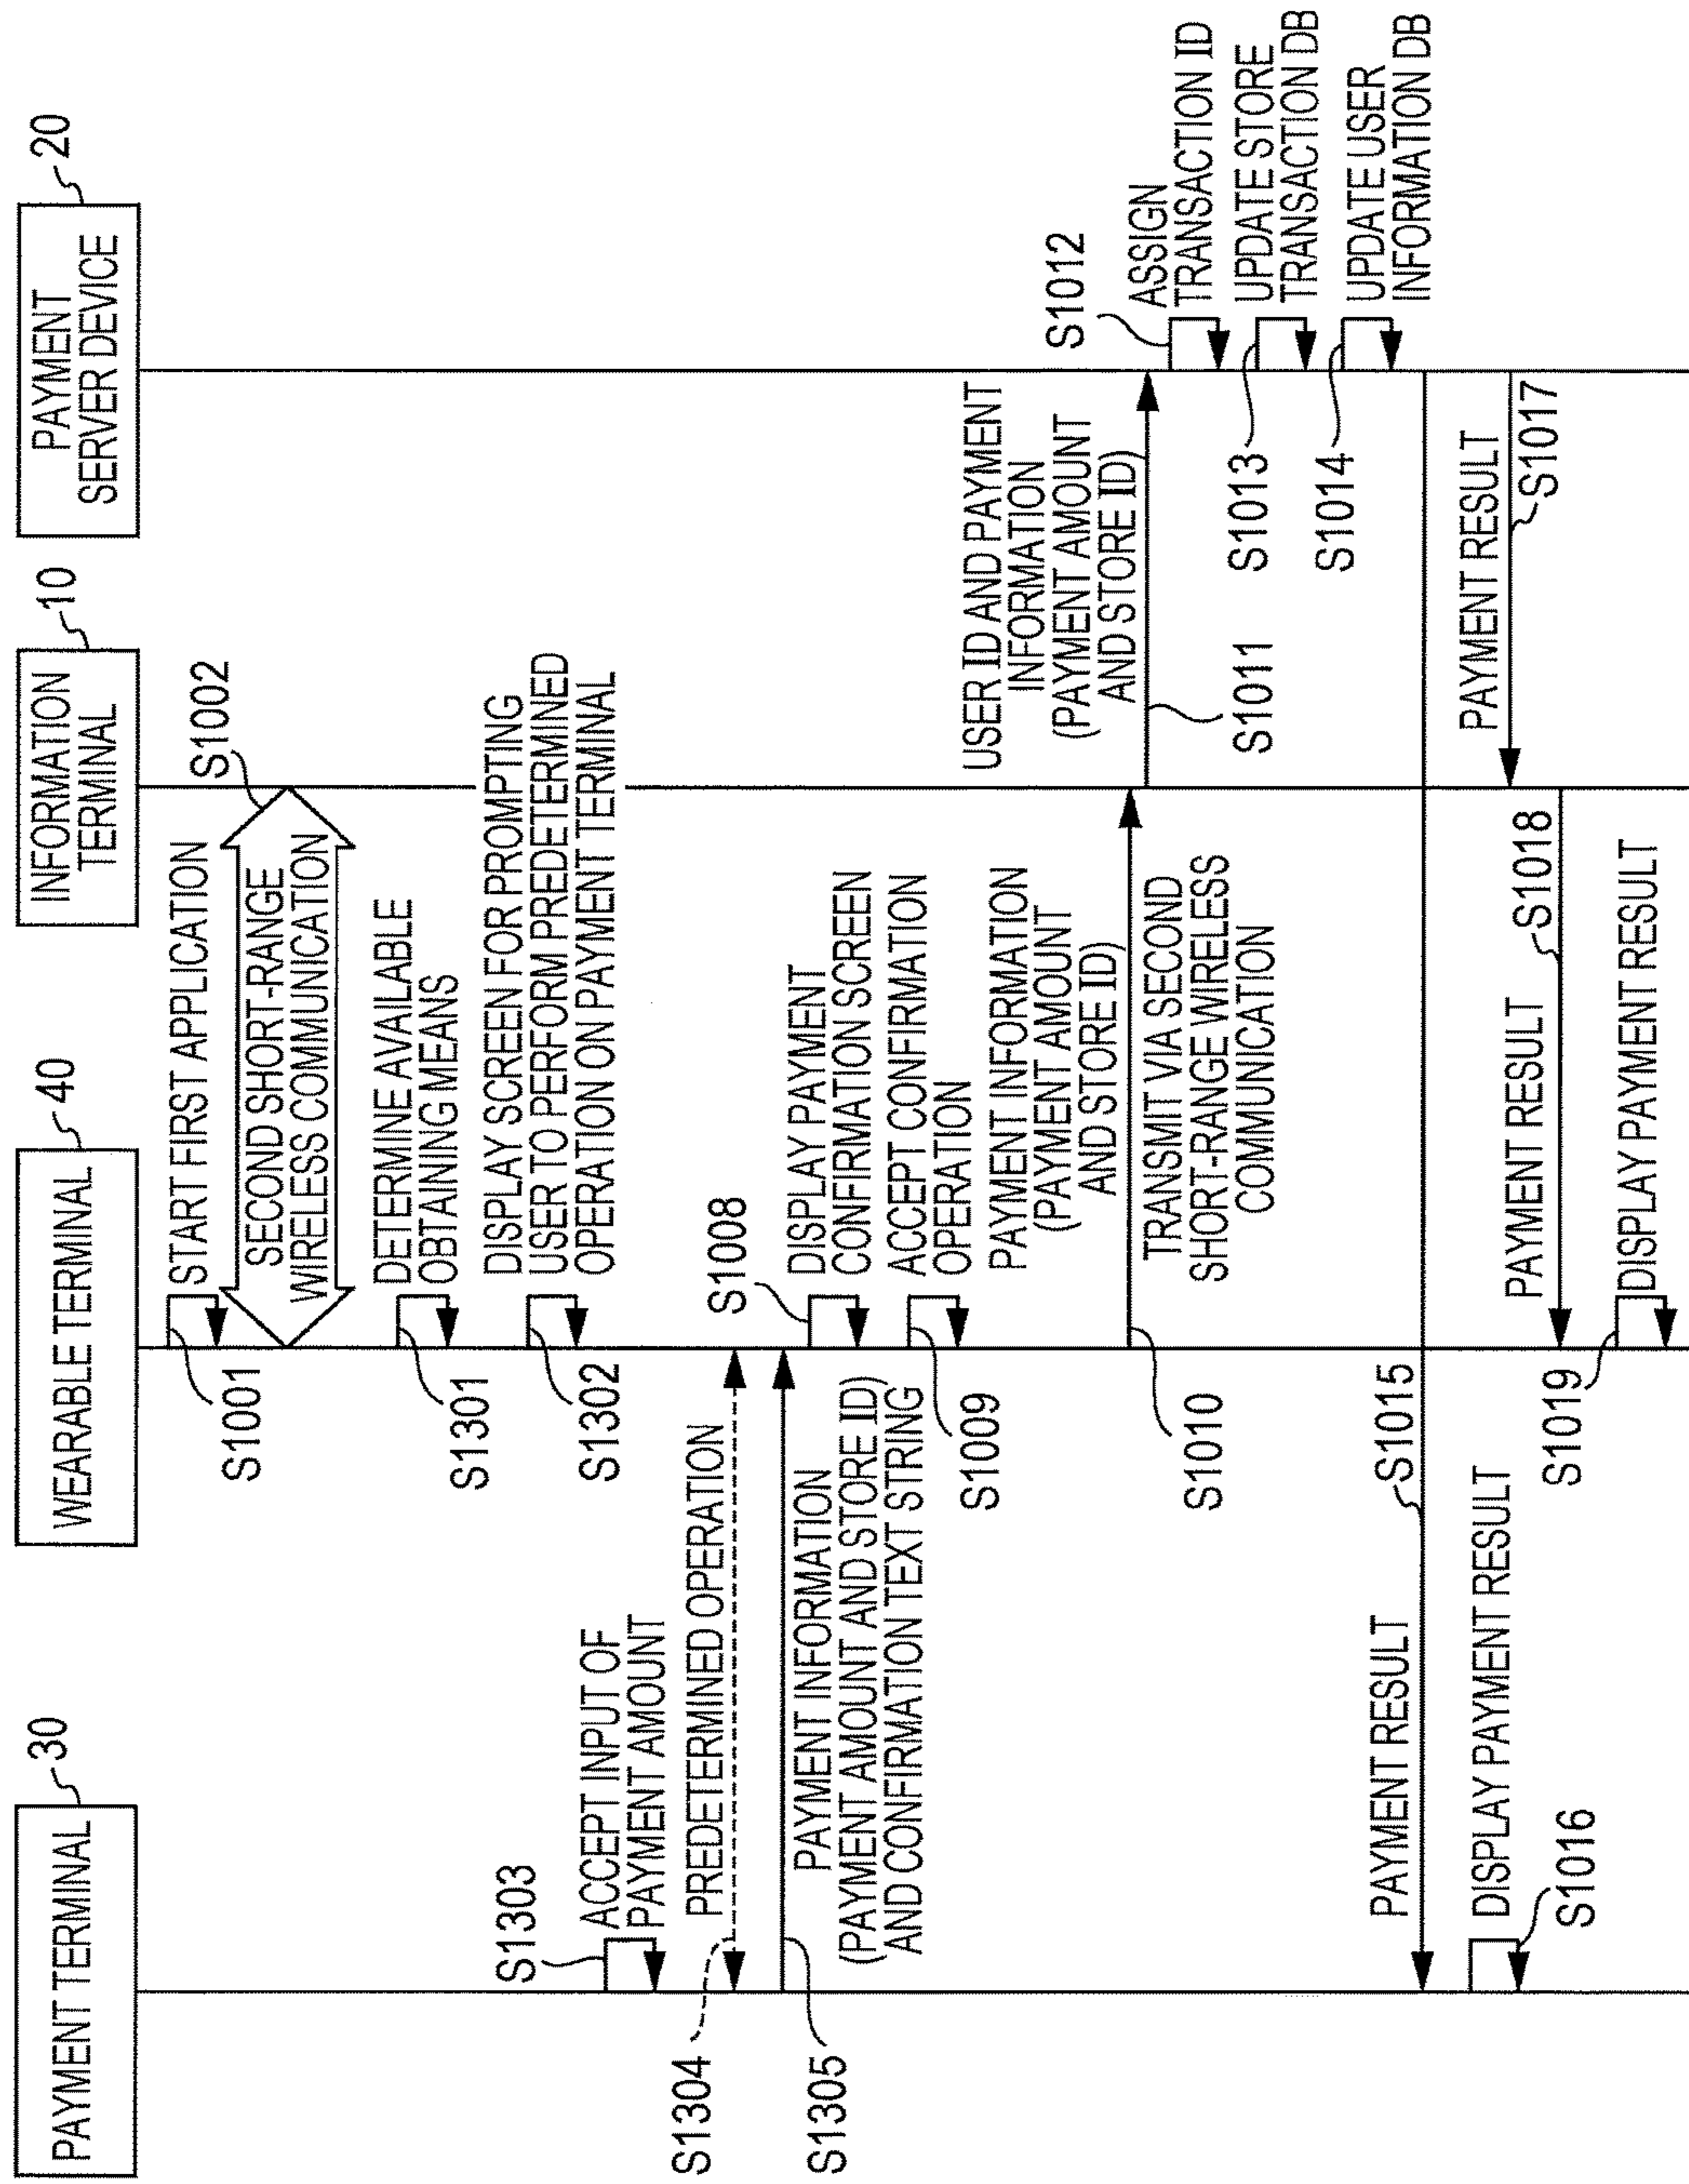 PAYMENT TERMINAL
30
WEARABLE TERMINAL
40
INFORMATION
TERMINAL
10
PAYMENT
SERVER DEVICE
20
S1001
START FIRST APPLICATION
S1002
SECOND SHORT-RANGE
WIRELESS COMMUNICATION
S1301
DETERMINE AVAILABLE
OBTAINING MEANS
S1302
DISPLAY SCREEN FOR PROMPTING
USER TO PERFORM PREDETERMINED
OPERATION ON PAYMENT TERMINAL
S1303
ACCEPT INPUT OF
PAYMENT AMOUNT
S1304
PREDETERMINED OPERATION
S1305
PAYMENT INFORMATION
(PAYMENT AMOUNT AND STORE ID)
AND CONFIRMATION TEXT STRING
S1008
DISPLAY PAYMENT
CONFIRMATION SCREEN
S1009
ACCEPT CONFIRMATION
OPERATION
PAYMENT INFORMATION
(PAYMENT AMOUNT
AND STORE ID)
S1010
TRANSMIT VIA SECOND
SHORT-RANGE WIRELESS
COMMUNICATION
USER ID AND PAYMENT
INFORMATION
(PAYMENT AMOUNT
AND STORE ID)
S1011
S1012
ASSIGN
TRANSACTION ID
S1013
UPDATE STORE
TRANSACTION DB
S1014
UPDATE USER
INFORMATION DB
PAYMENT RESULT
S1015
DISPLAY PAYMENT RESULT
S1016
PAYMENT RESULT
S1017
PAYMENT RESULT
S1018
S1019
DISPLAY PAYMENT RESULT